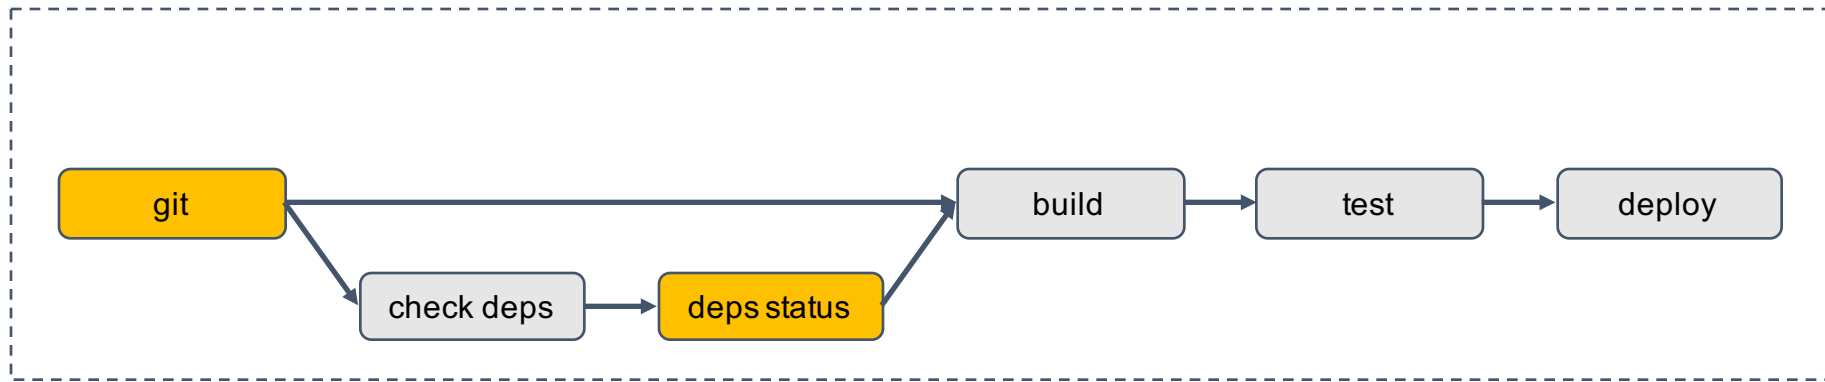 git
build
test
deploy
check deps
deps status